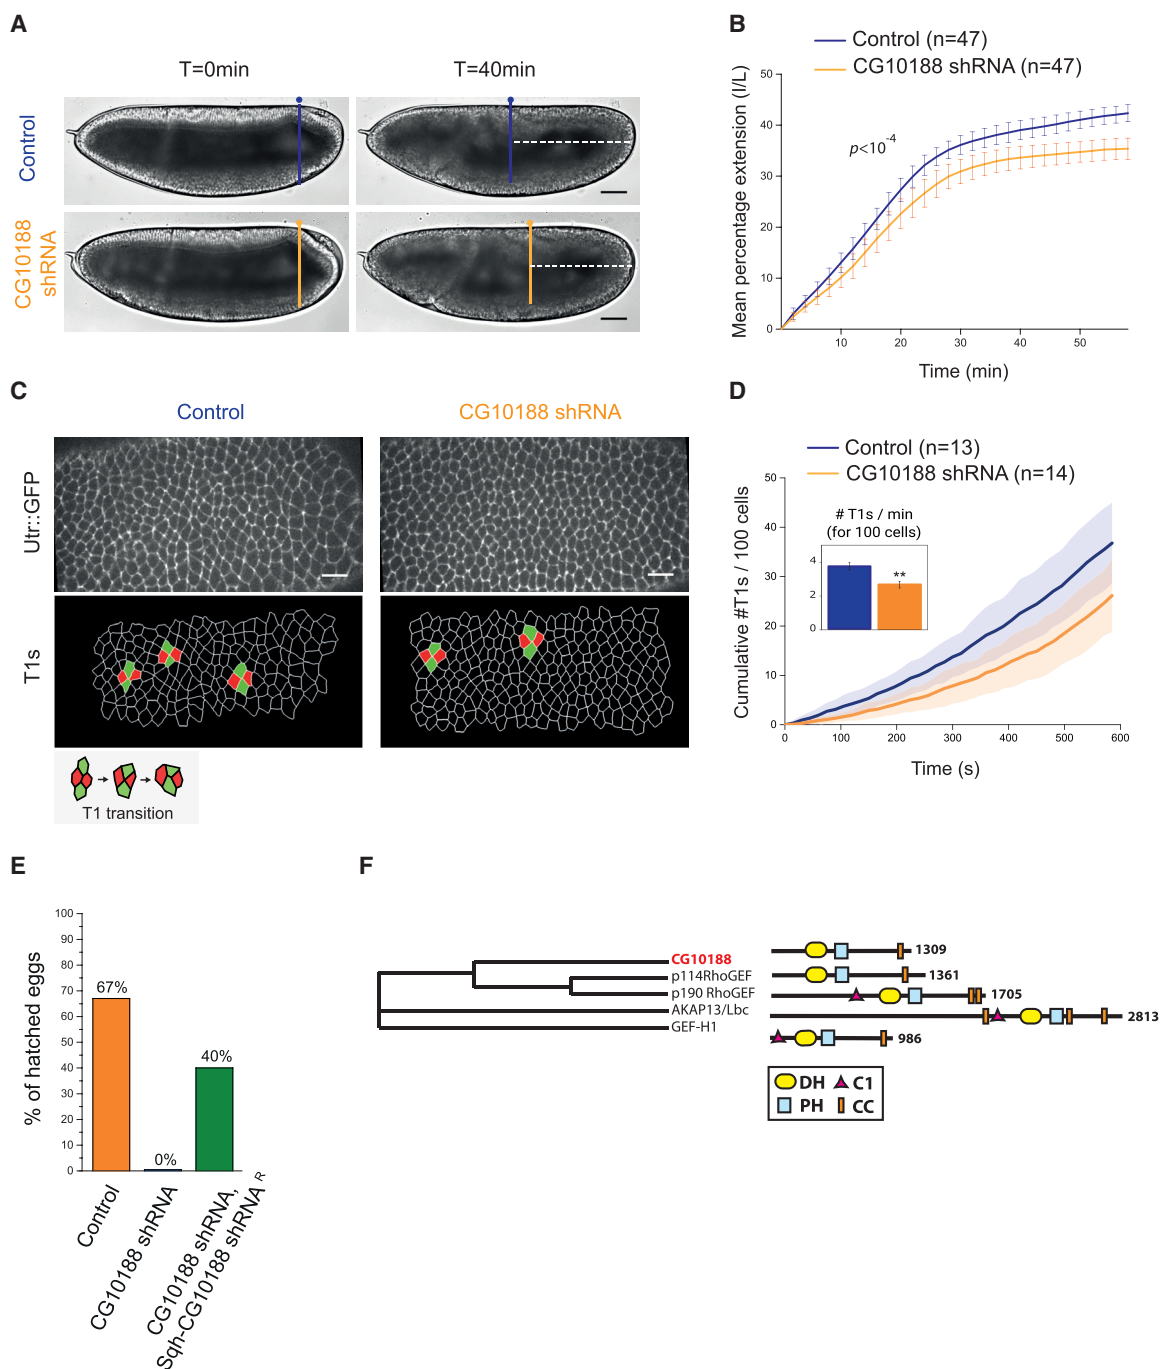 A
T=0min
T=40min
Control
CG10188
shRNA
B
Control (n=47)
CG10188 shRNA (n=47)
Mean percentage extension (I/L)
50
40
30
20
10
0
p<10⁻⁴
10
20
30
40
50
Time (min)
C
Control
CG10188 shRNA
Utr::GFP
T1s
T1 transition
D
Control (n=13)
CG10188 shRNA (n=14)
Cumulative #T1s / 100 cells
50
40
30
20
10
0
# T1s / min
(for 100 cells)
4
2
0
**
0
100
200
300
400
500
600
Time (s)
E
% of hatched eggs
100
90
80
70
60
50
40
30
20
10
0
67%
0%
40%
Control
CG10188 shRNA
CG10188 shRNA,
Sqh-CG10188 shRNA R
F
CG10188
p114RhoGEF
p190 RhoGEF
AKAP13/Lbc
GEF-H1
1309
1361
1705
2813
986
DH
C1
PH
CC